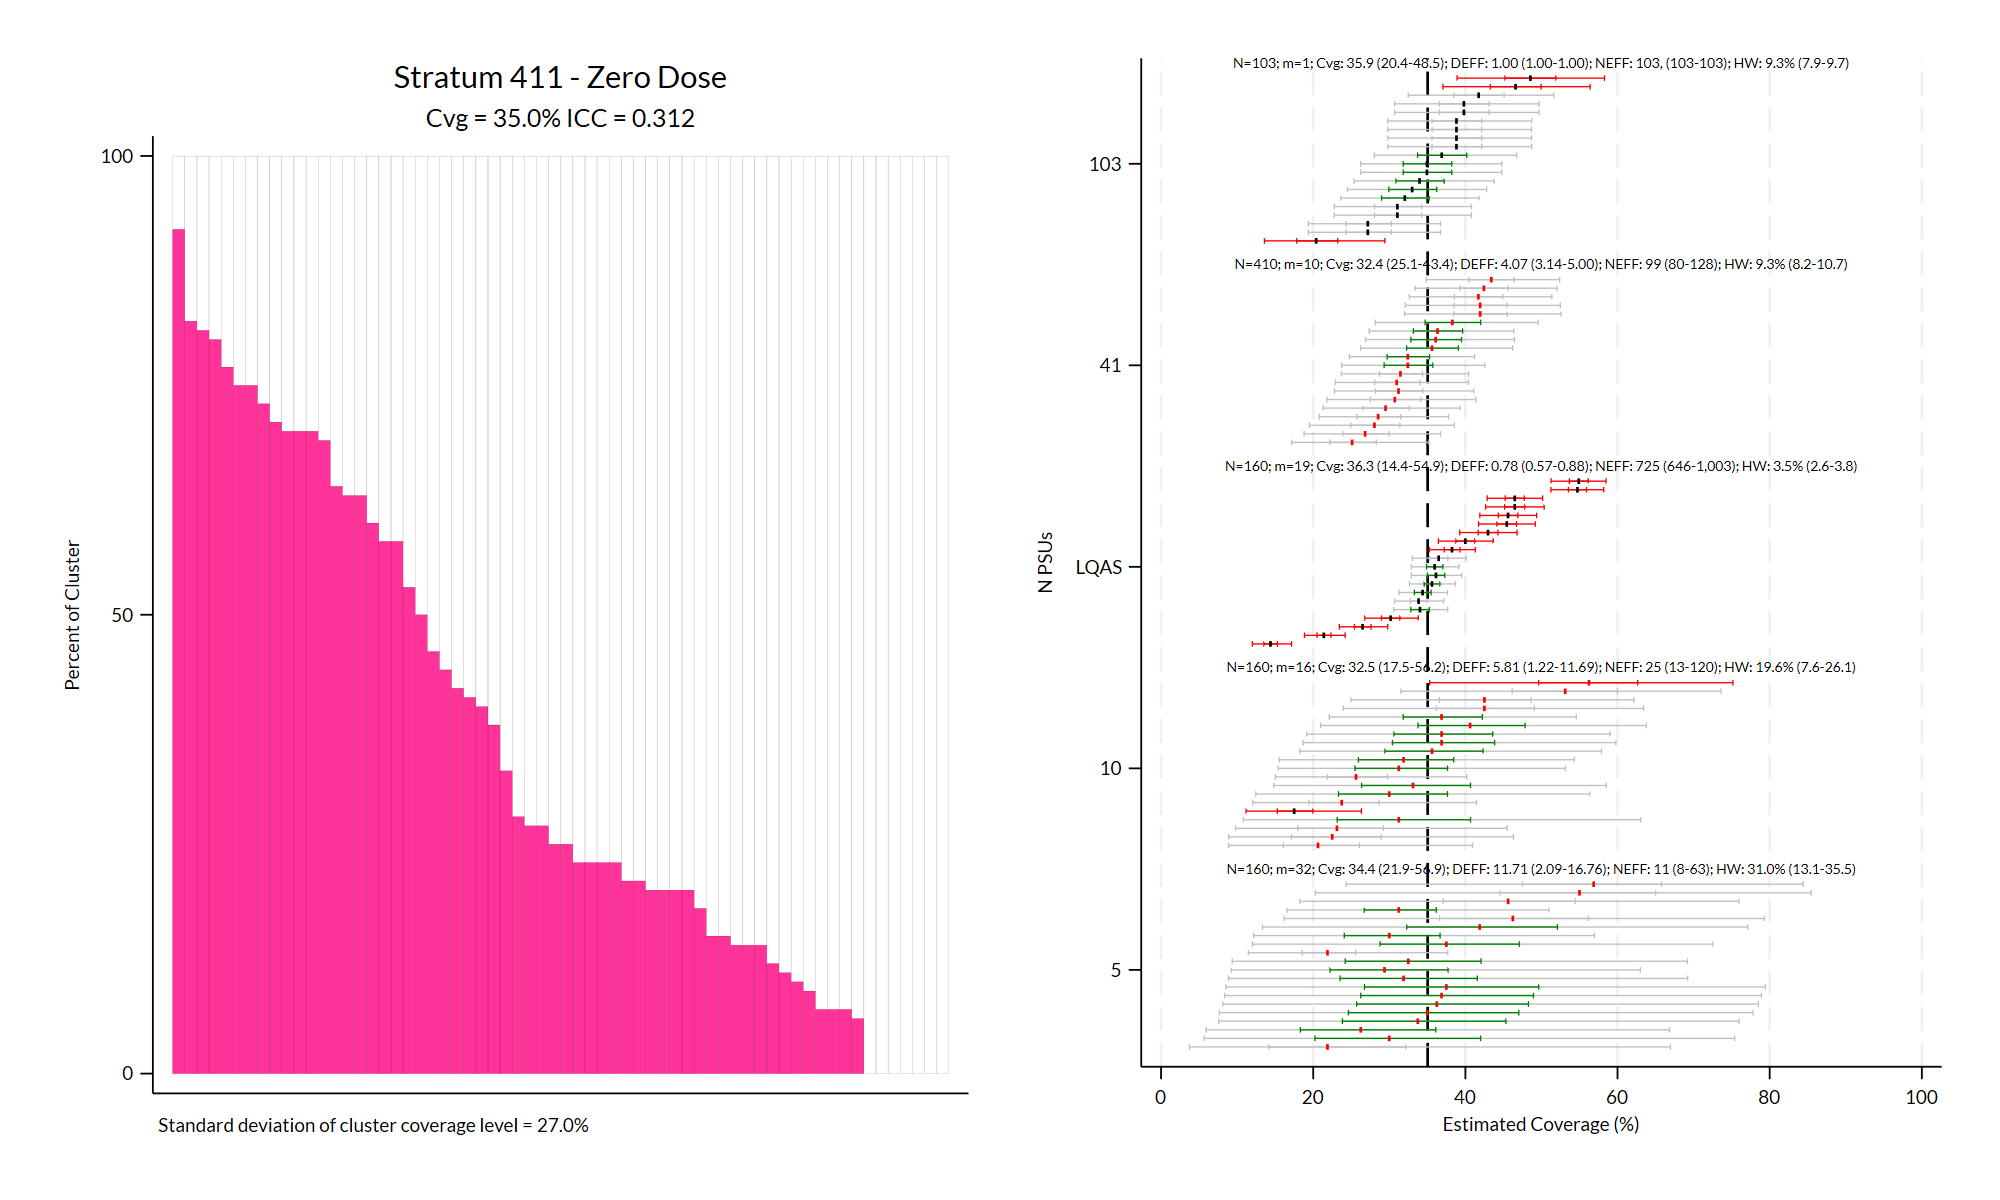 Stratum 411 - Zero Dose
Cvg = 35.0% ICC = 0.312
100
50
0
Percent of Cluster
Standard deviation of cluster coverage level = 27.0%
N=103; m=1; Cvg: 35.9 (20.4-48.5); DEFF: 1.00 (1.00-1.00); NEFF: 103, (103-103); HW: 9.3% (7.9-9.7)
103
N=410; m=10; Cvg: 32.4 (25.1-43.4); DEFF: 4.07 (3.14-5.00); NEFF: 99 (80-128); HW: 9.3% (8.2-10.7)
41
N=160; m=19; Cvg: 36.3 (14.4-54.9); DEFF: 0.78 (0.57-0.88); NEFF: 725 (646-1,003); HW: 3.5% (2.6-3.8)
N PSUs
LQAS
N=160; m=16; Cvg: 32.5 (17.5-56.2); DEFF: 5.81 (1.22-11.69); NEFF: 25 (13-120); HW: 19.6% (7.6-26.1)
10
N=160; m=32; Cvg: 34.4 (21.9-56.9); DEFF: 11.71 (2.09-16.76); NEFF: 11 (8-63); HW: 31.0% (13.1-35.5)
5
0 20 40 60 80 100
Estimated Coverage (%)